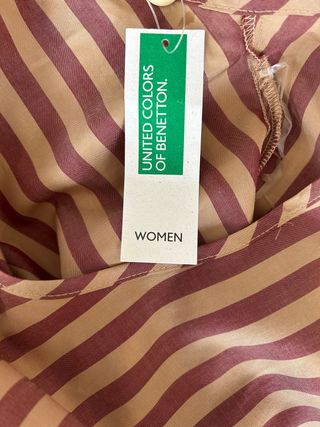 UNITED COLORS
OF BENETTON.
WOMEN